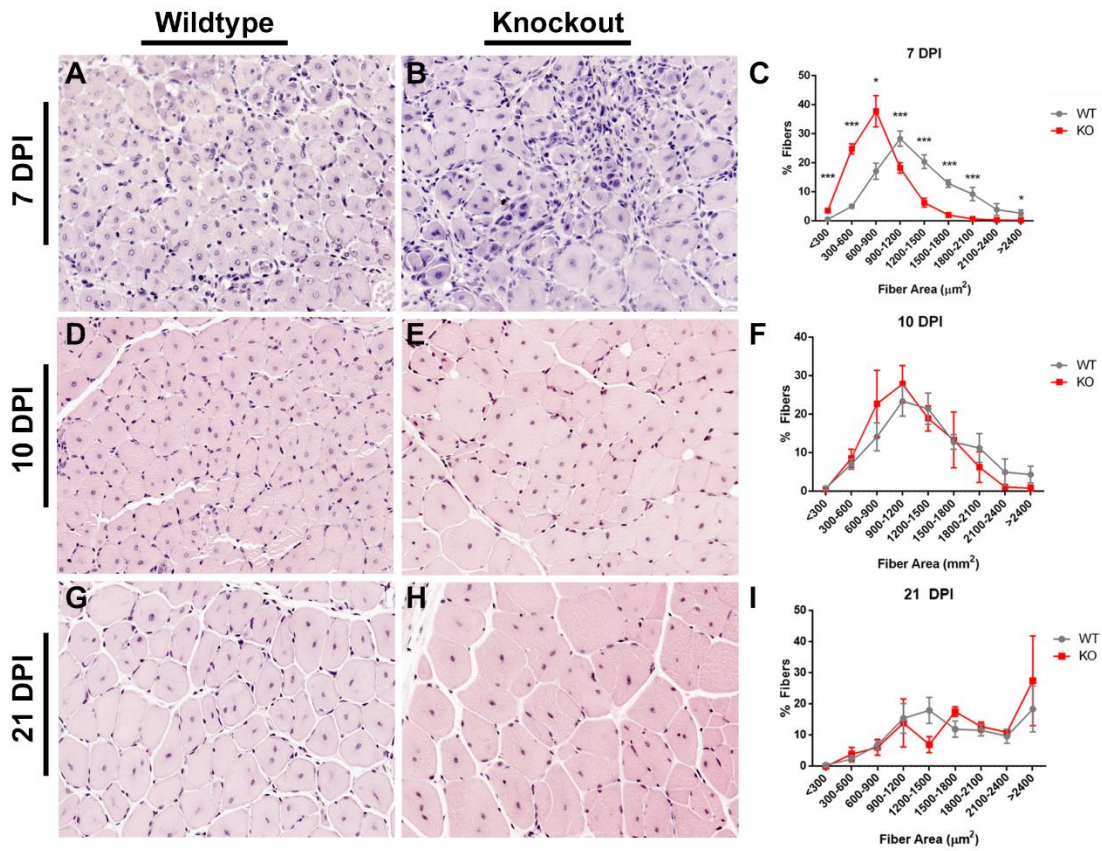 Wildtype
Knockout
7 DPI
A
B
C
7 DPI
50
40
30
20
10
0
% Fibers
***
***
*
***
***
***
***
*
<300
300-600
600-900
900-1200
1200-1500
1500-1800
1800-2100
2100-2400
>2400
Fiber Area (μm²)
WT
KO
10 DPI
D
E
F
10 DPI
40
30
20
10
0
% Fibers
<300
300-600
600-900
900-1200
1200-1500
1500-1800
1800-2100
2100-2400
>2400
Fiber Area (mm²)
WT
KO
21 DPI
G
H
I
21 DPI
50
40
30
20
10
0
% Fibers
<300
300-600
600-900
900-1200
1200-1500
1500-1800
1800-2100
2100-2400
>2400
Fiber Area (μm²)
WT
KO